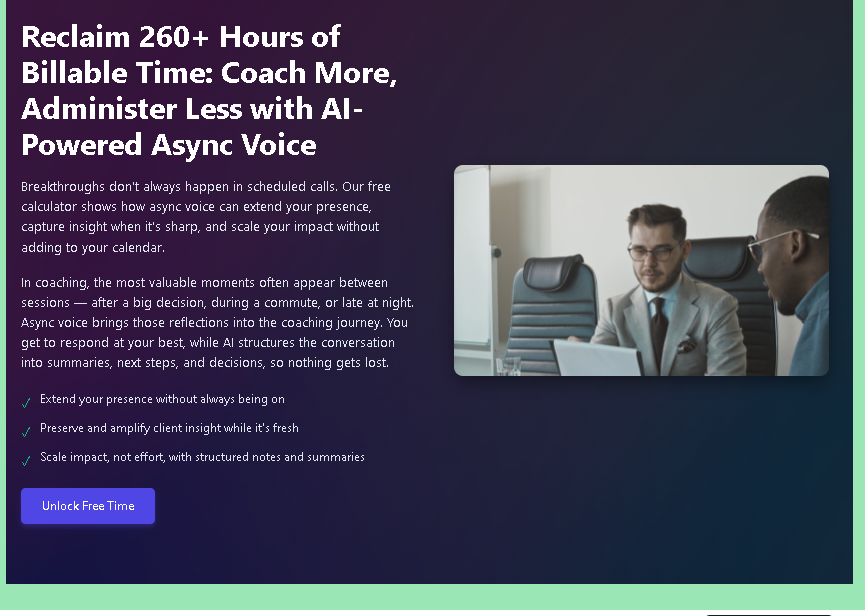 Reclaim 260+ Hours of
Billable Time: Coach More,
Administer Less with AI-
Powered Async Voice
Breakthroughs don't always happen in scheduled calls. Our free
calculator shows how async voice can extend your presence,
capture insight when it's sharp, and scale your impact without
adding to your calendar.
In coaching, the most valuable moments often appear between
sessions — after a big decision, during a commute, or late at night.
Async voice brings those reflections into the coaching journey. You
get to respond at your best, while AI structures the conversation
into summaries, next steps, and decisions, so nothing gets lost.
✓ Extend your presence without always being on
✓ Preserve and amplify client insight while it's fresh
✓ Scale impact, not effort, with structured notes and summaries
Unlock Free Time